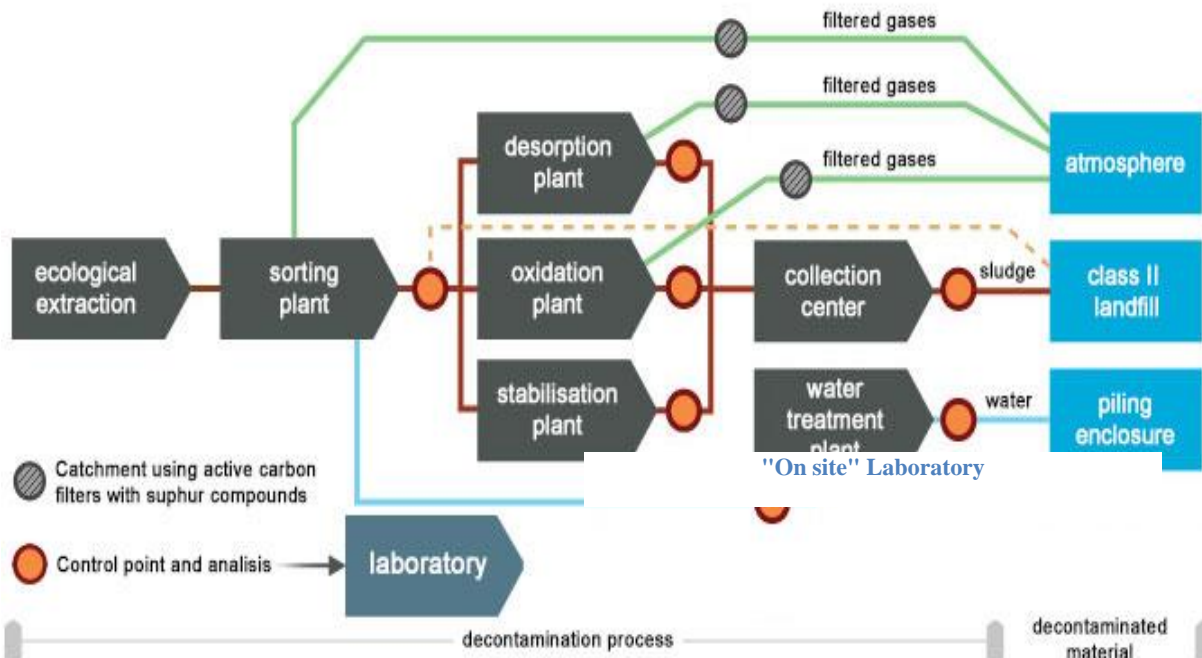 filtered gases
filtered gases
filtered gases
desorption
plant
atmosphere
ecological
extraction
sorting
plant
oxidation
plant
collection
center
sludge
class II
landfill
stabilisation
plant
water
treatment
plant
water
piling
enclosure
"On site" Laboratory
Catchment using active carbon
filters with suphur compounds
Control point and analisis
laboratory
decontamination process
decontaminated
material